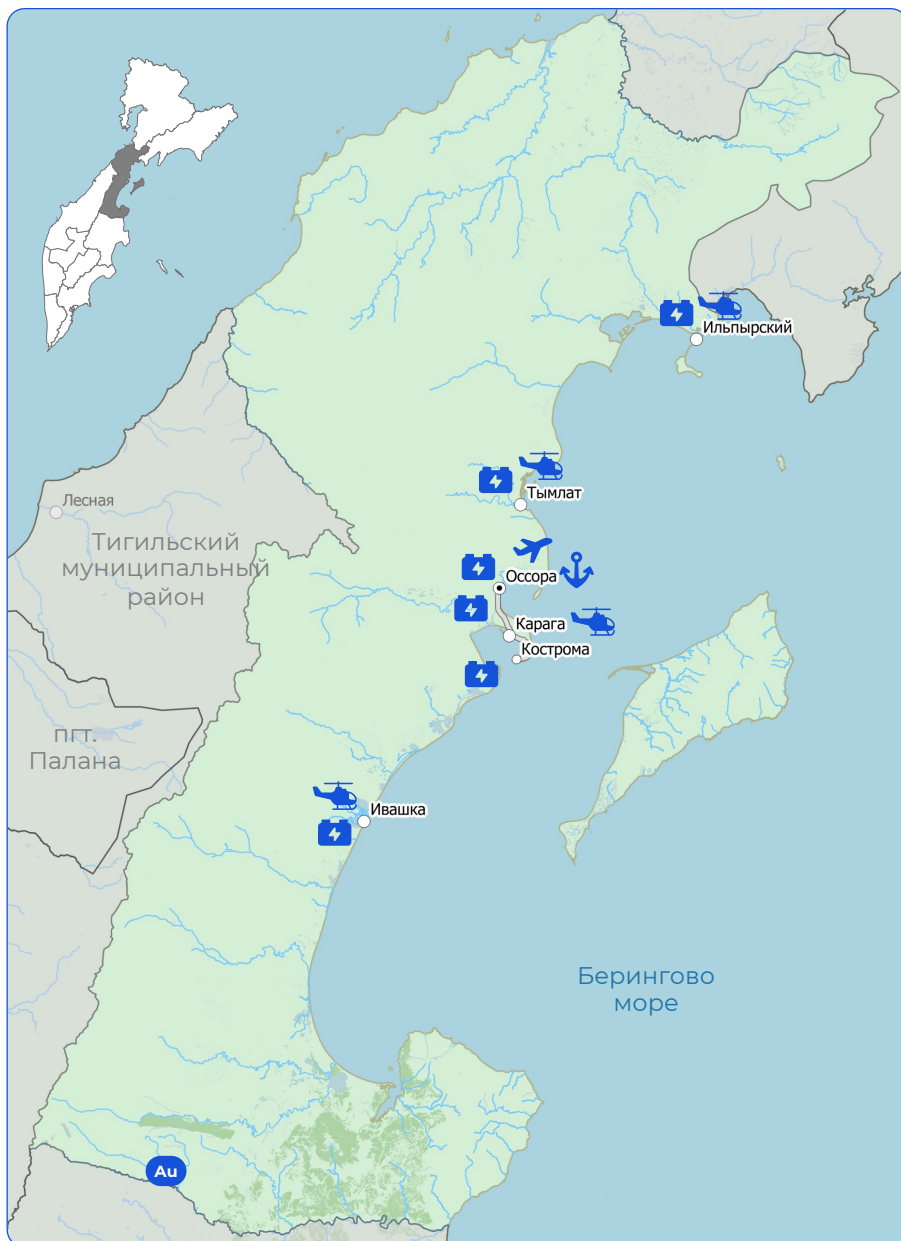 Ильпырский
Тымлат
Лесная
Тигильский
муниципальный
район
Оссора
Карага
Кострома
пгт.
Палана
Ивашка
Берингово
море
Au